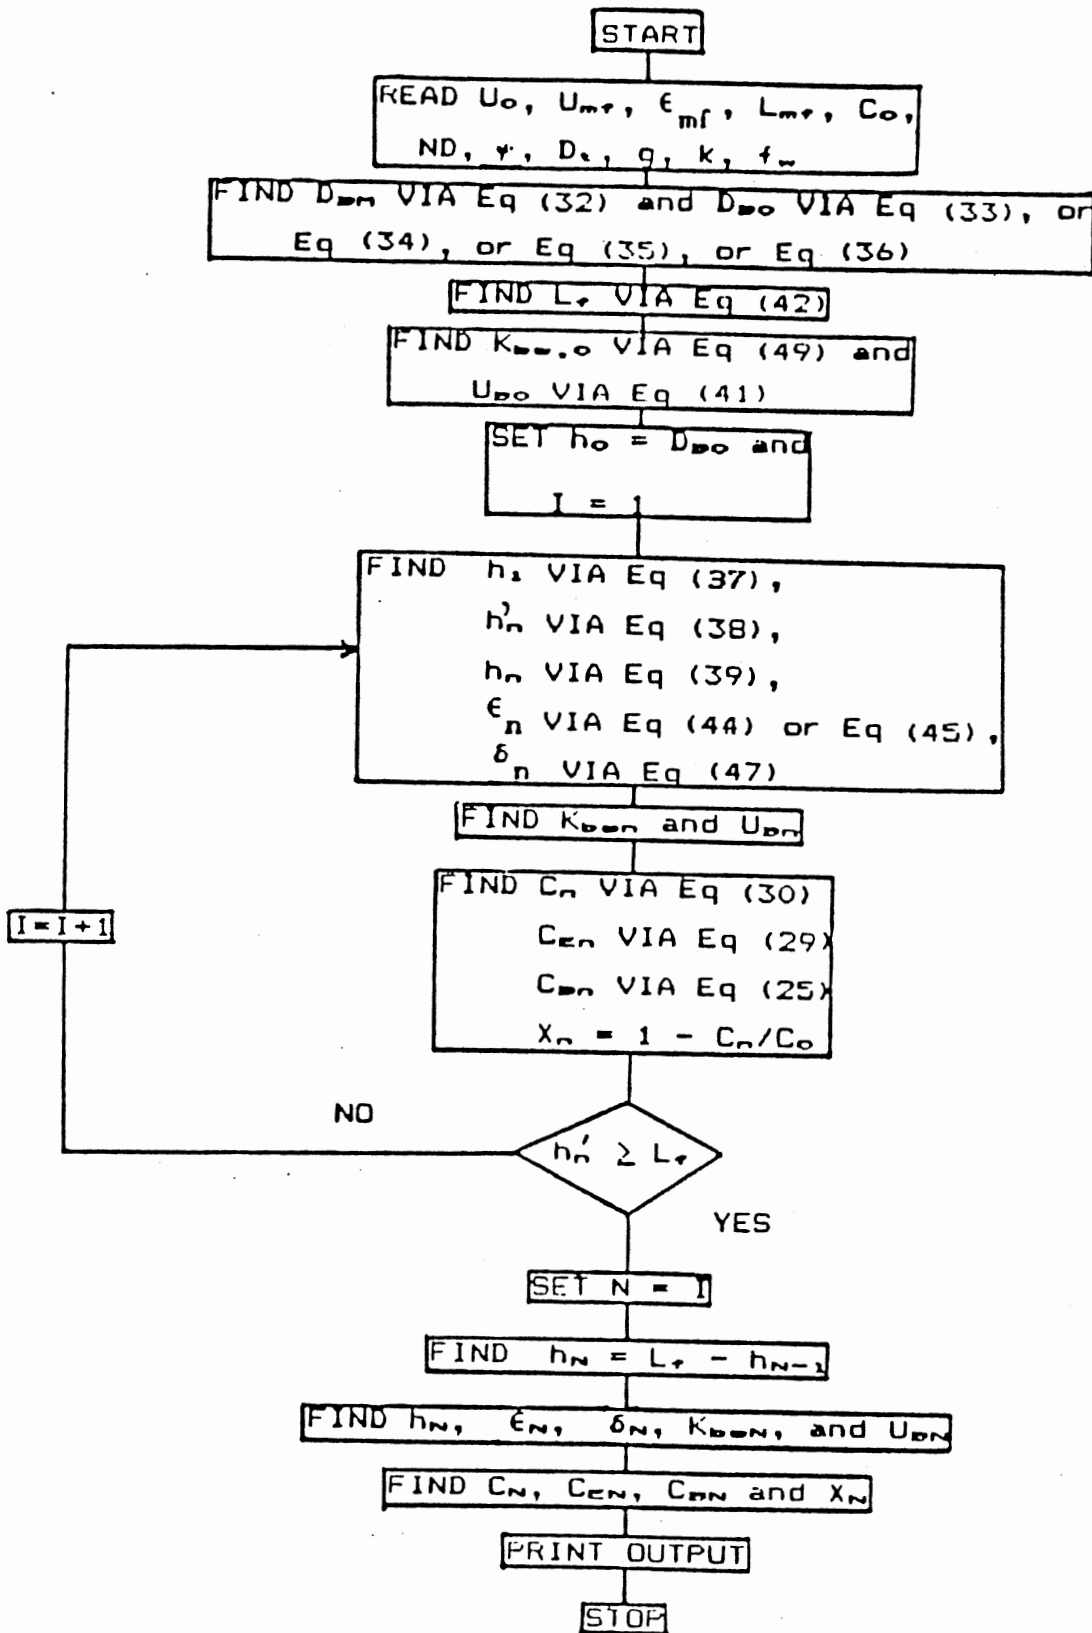 START
READ U₀, Umf, ϵmf, Lmf, C₀,
ND, ψ, Dt, g, K, fw
FIND DBM VIA Eq (32) and DBO VIA Eq (33), or
Eq (34), or Eq (35), or Eq (36)
FIND Lf VIA Eq (42)
FIND Kbe,o VIA Eq (49) and
UBO VIA Eq (41)
SET h₀ = DBO and
I = 1
FIND h₁ VIA Eq (37),
h'n VIA Eq (38),
hn VIA Eq (39),
ϵn VIA Eq (44) or Eq (45),
δn VIA Eq (47)
FIND Kben and UBn
FIND Cn VIA Eq (30)
CEn VIA Eq (29)
CBn VIA Eq (25)
Xn = 1 - Cn/C₀
I = I + 1
NO
h'n ≥ Lf
YES
SET N = I
FIND hN = Lf - hN-1
FIND hN, ϵN, δN, KbeN, and UBN
FIND CN, CEN, CBN and XN
PRINT OUTPUT
STOP